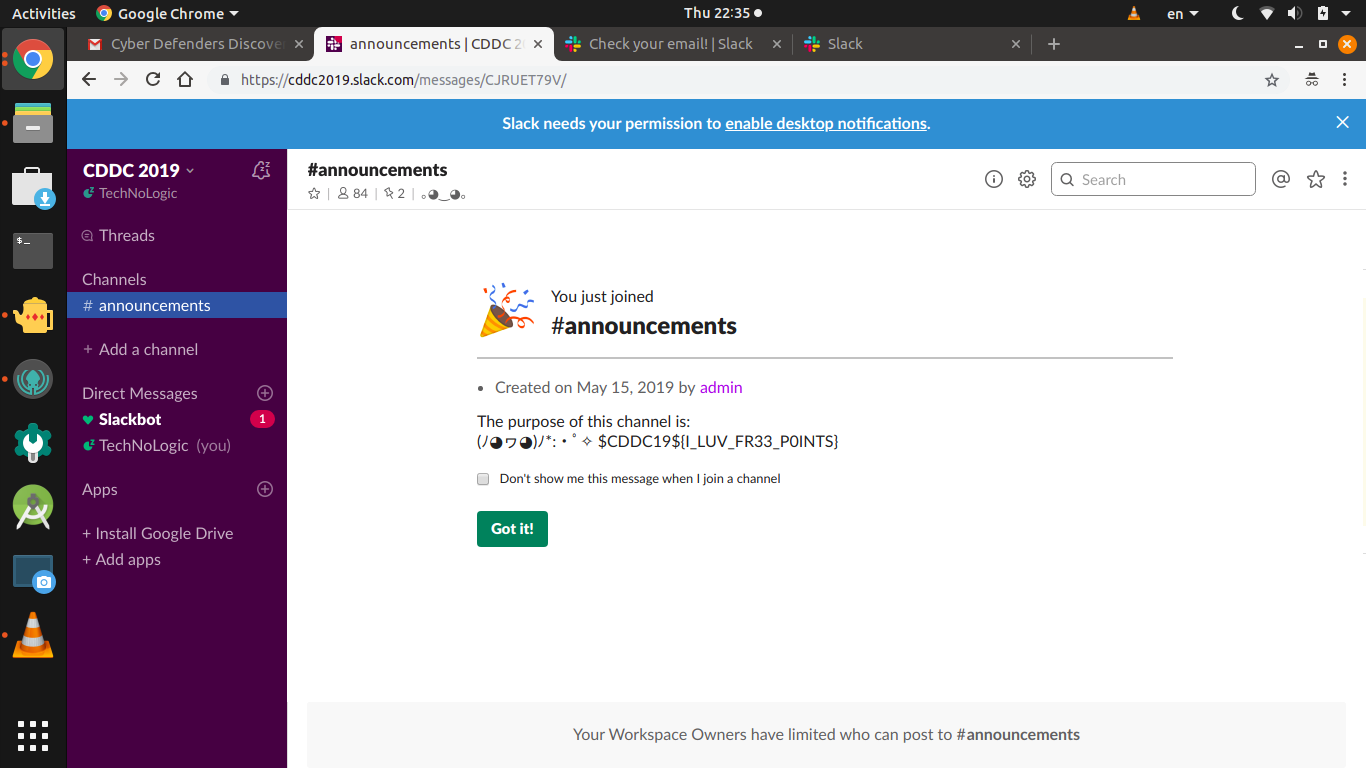 Activities
Google Chrome
Thu 22:35
en
Cyber Defenders Discove
announcements | CDDC 2
Check your email! | Slack
Slack
https://cddc2019.slack.com/messages/CJRUET79V/
Slack needs your permission to enable desktop notifications.
CDDC 2019
TechNoLogic
Threads
Channels
# announcements
+ Add a channel
Direct Messages
Slackbot 1
TechNoLogic (you)
Apps
+ Install Google Drive
+ Add apps
#announcements
84 | 2 | ｡◕‿◕｡
Search
You just joined
#announcements
• Created on May 15, 2019 by admin
The purpose of this channel is:
(ﾉ◕ヮ◕)ﾉ*:・ﾟ✧ $CDDC19${I_LUV_FR33_P0INTS}
Don't show me this message when I join a channel
Got it!
Your Workspace Owners have limited who can post to #announcements